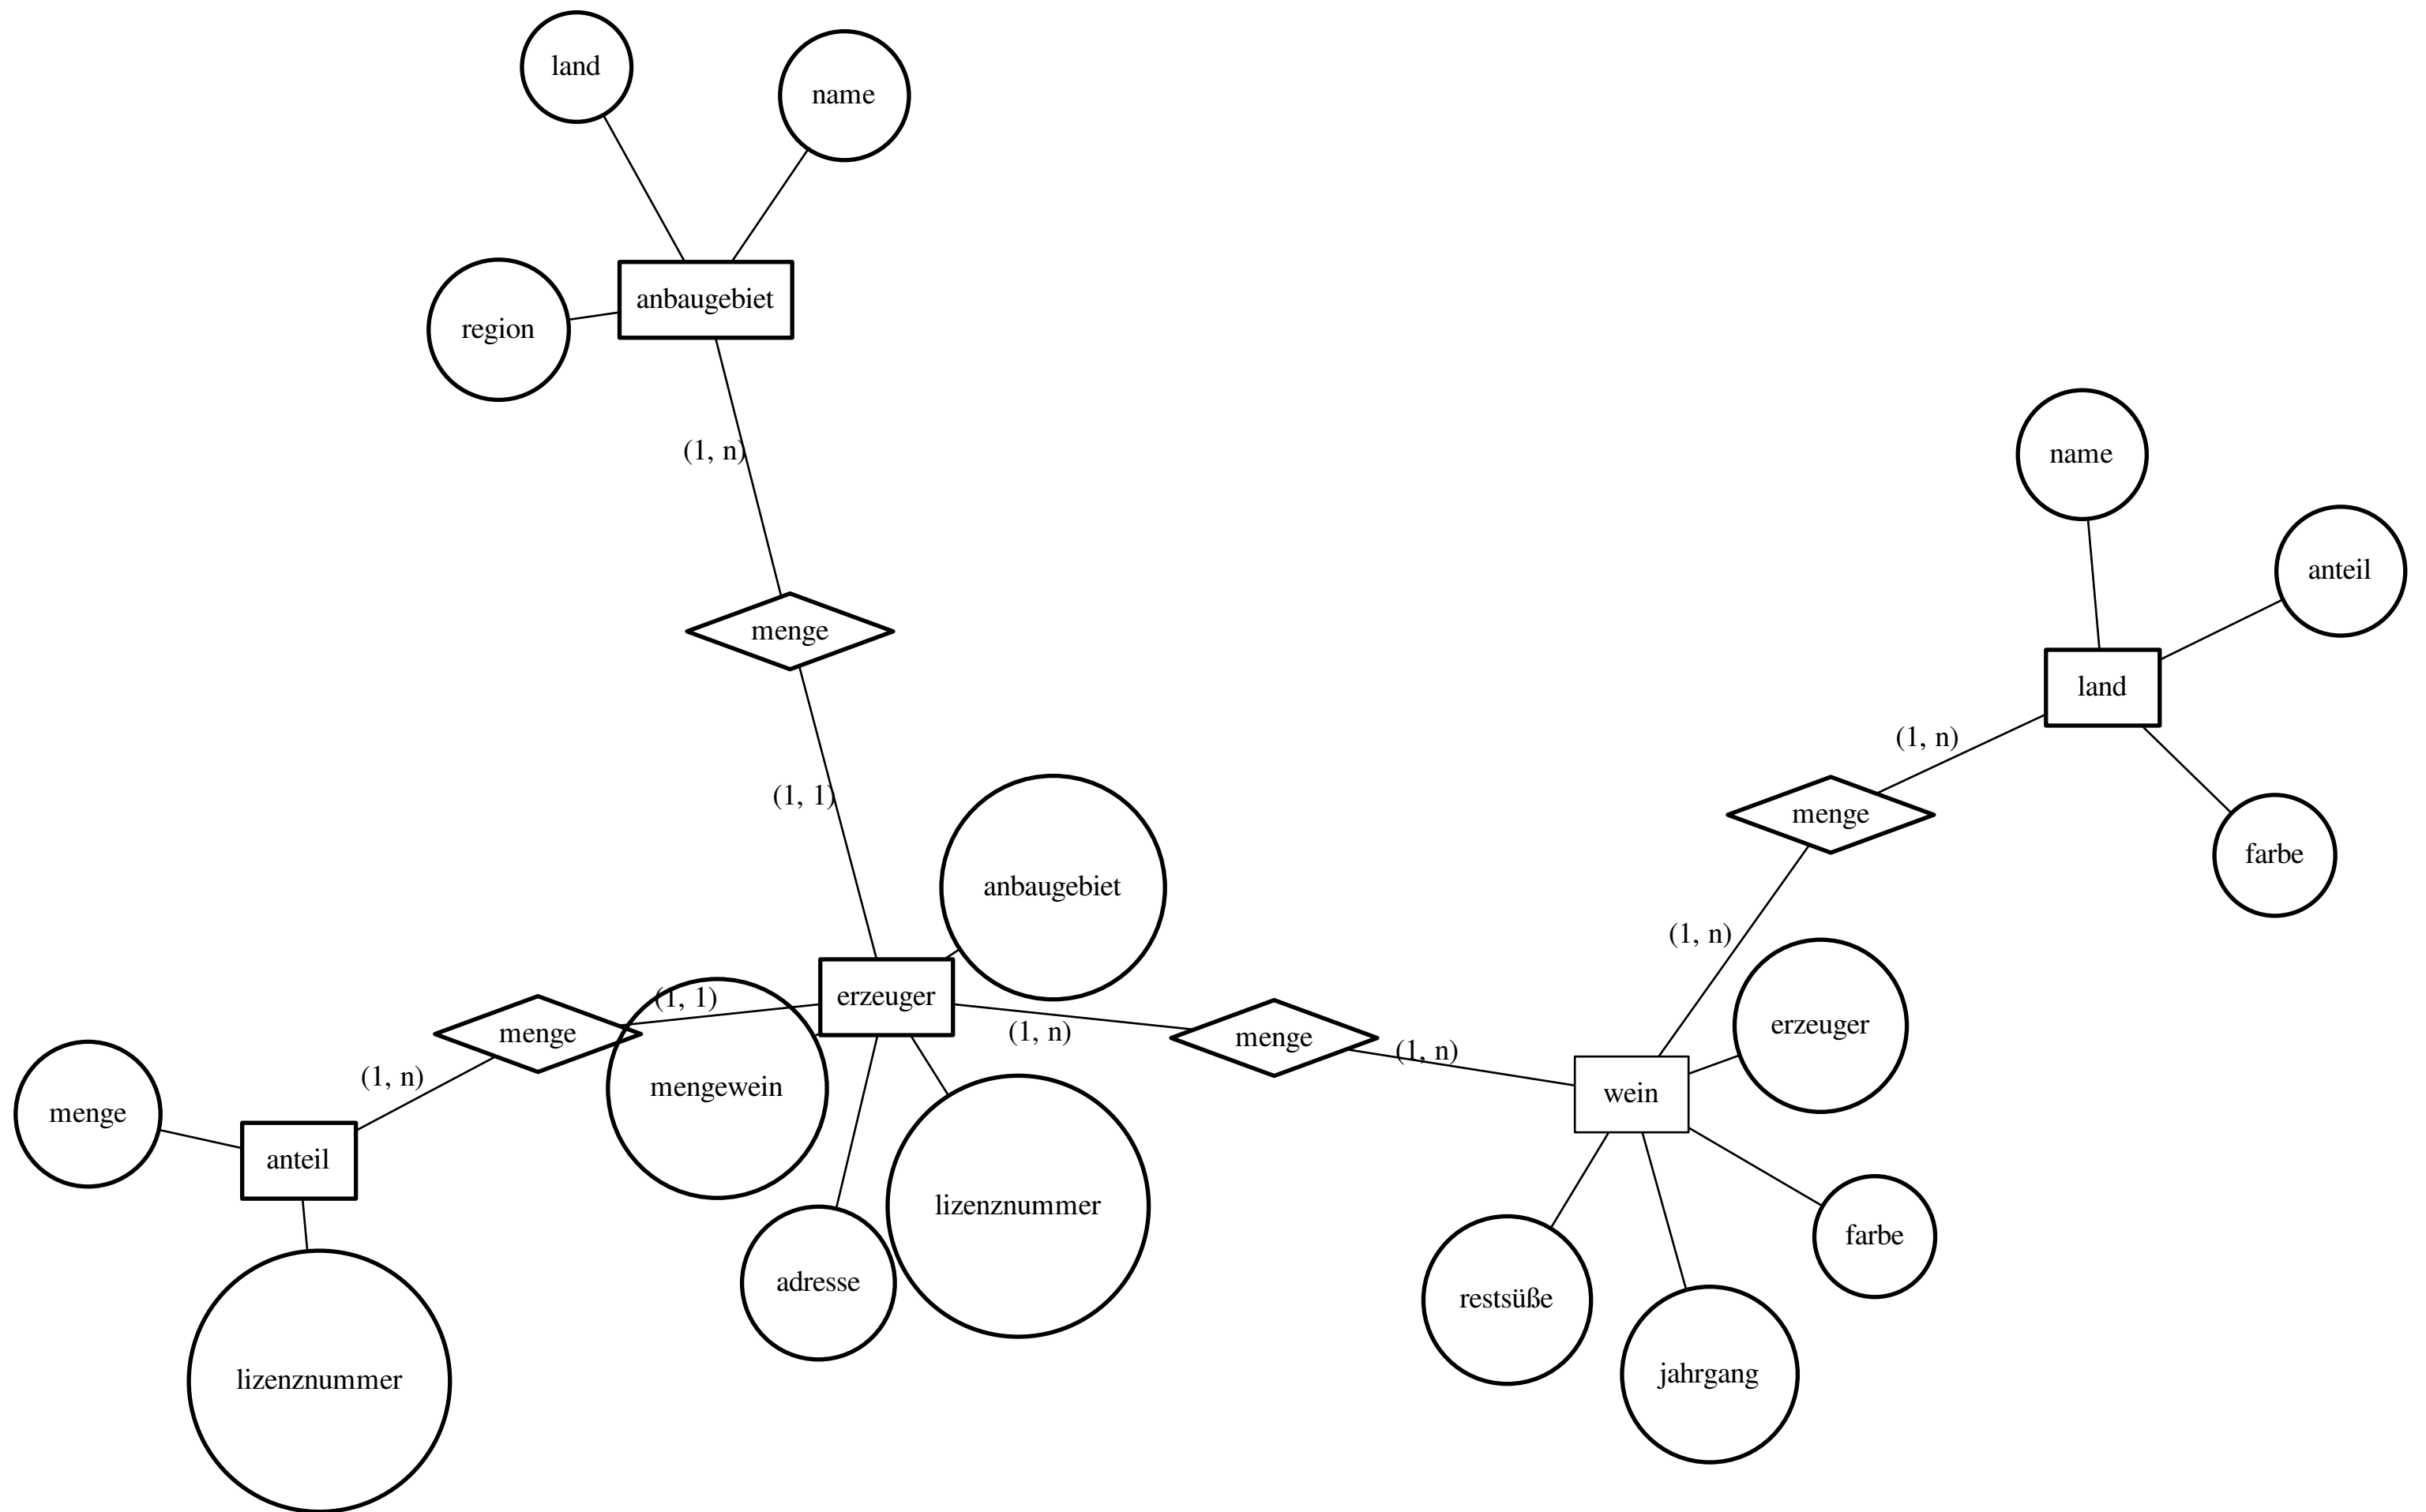 land
name
anbaugebiet
region
(1, n)
name
anteil
menge
land
(1, n)
(1, 1)
menge
farbe
anbaugebiet
(1, n)
erzeuger
(1, 1)
erzeuger
menge
(1, n)
menge
(1, n)
(1, n)
mengewein
wein
menge
anteil
lizenznummer
farbe
adresse
restsüße
jahrgang
lizenznummer